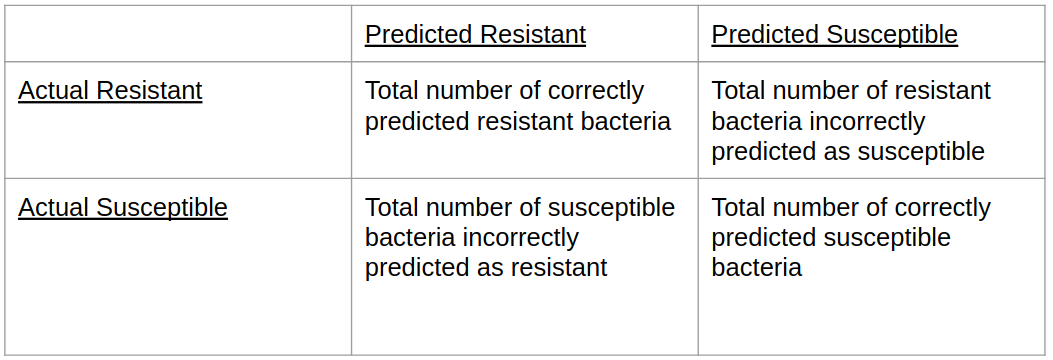 Predicted Resistant
Predicted Susceptible
Actual Resistant
Total number of correctly
predicted resistant bacteria
Total number of resistant
bacteria incorrectly
predicted as susceptible
Actual Susceptible
Total number of susceptible
bacteria incorrectly
predicted as resistant
Total number of correctly
predicted susceptible
bacteria